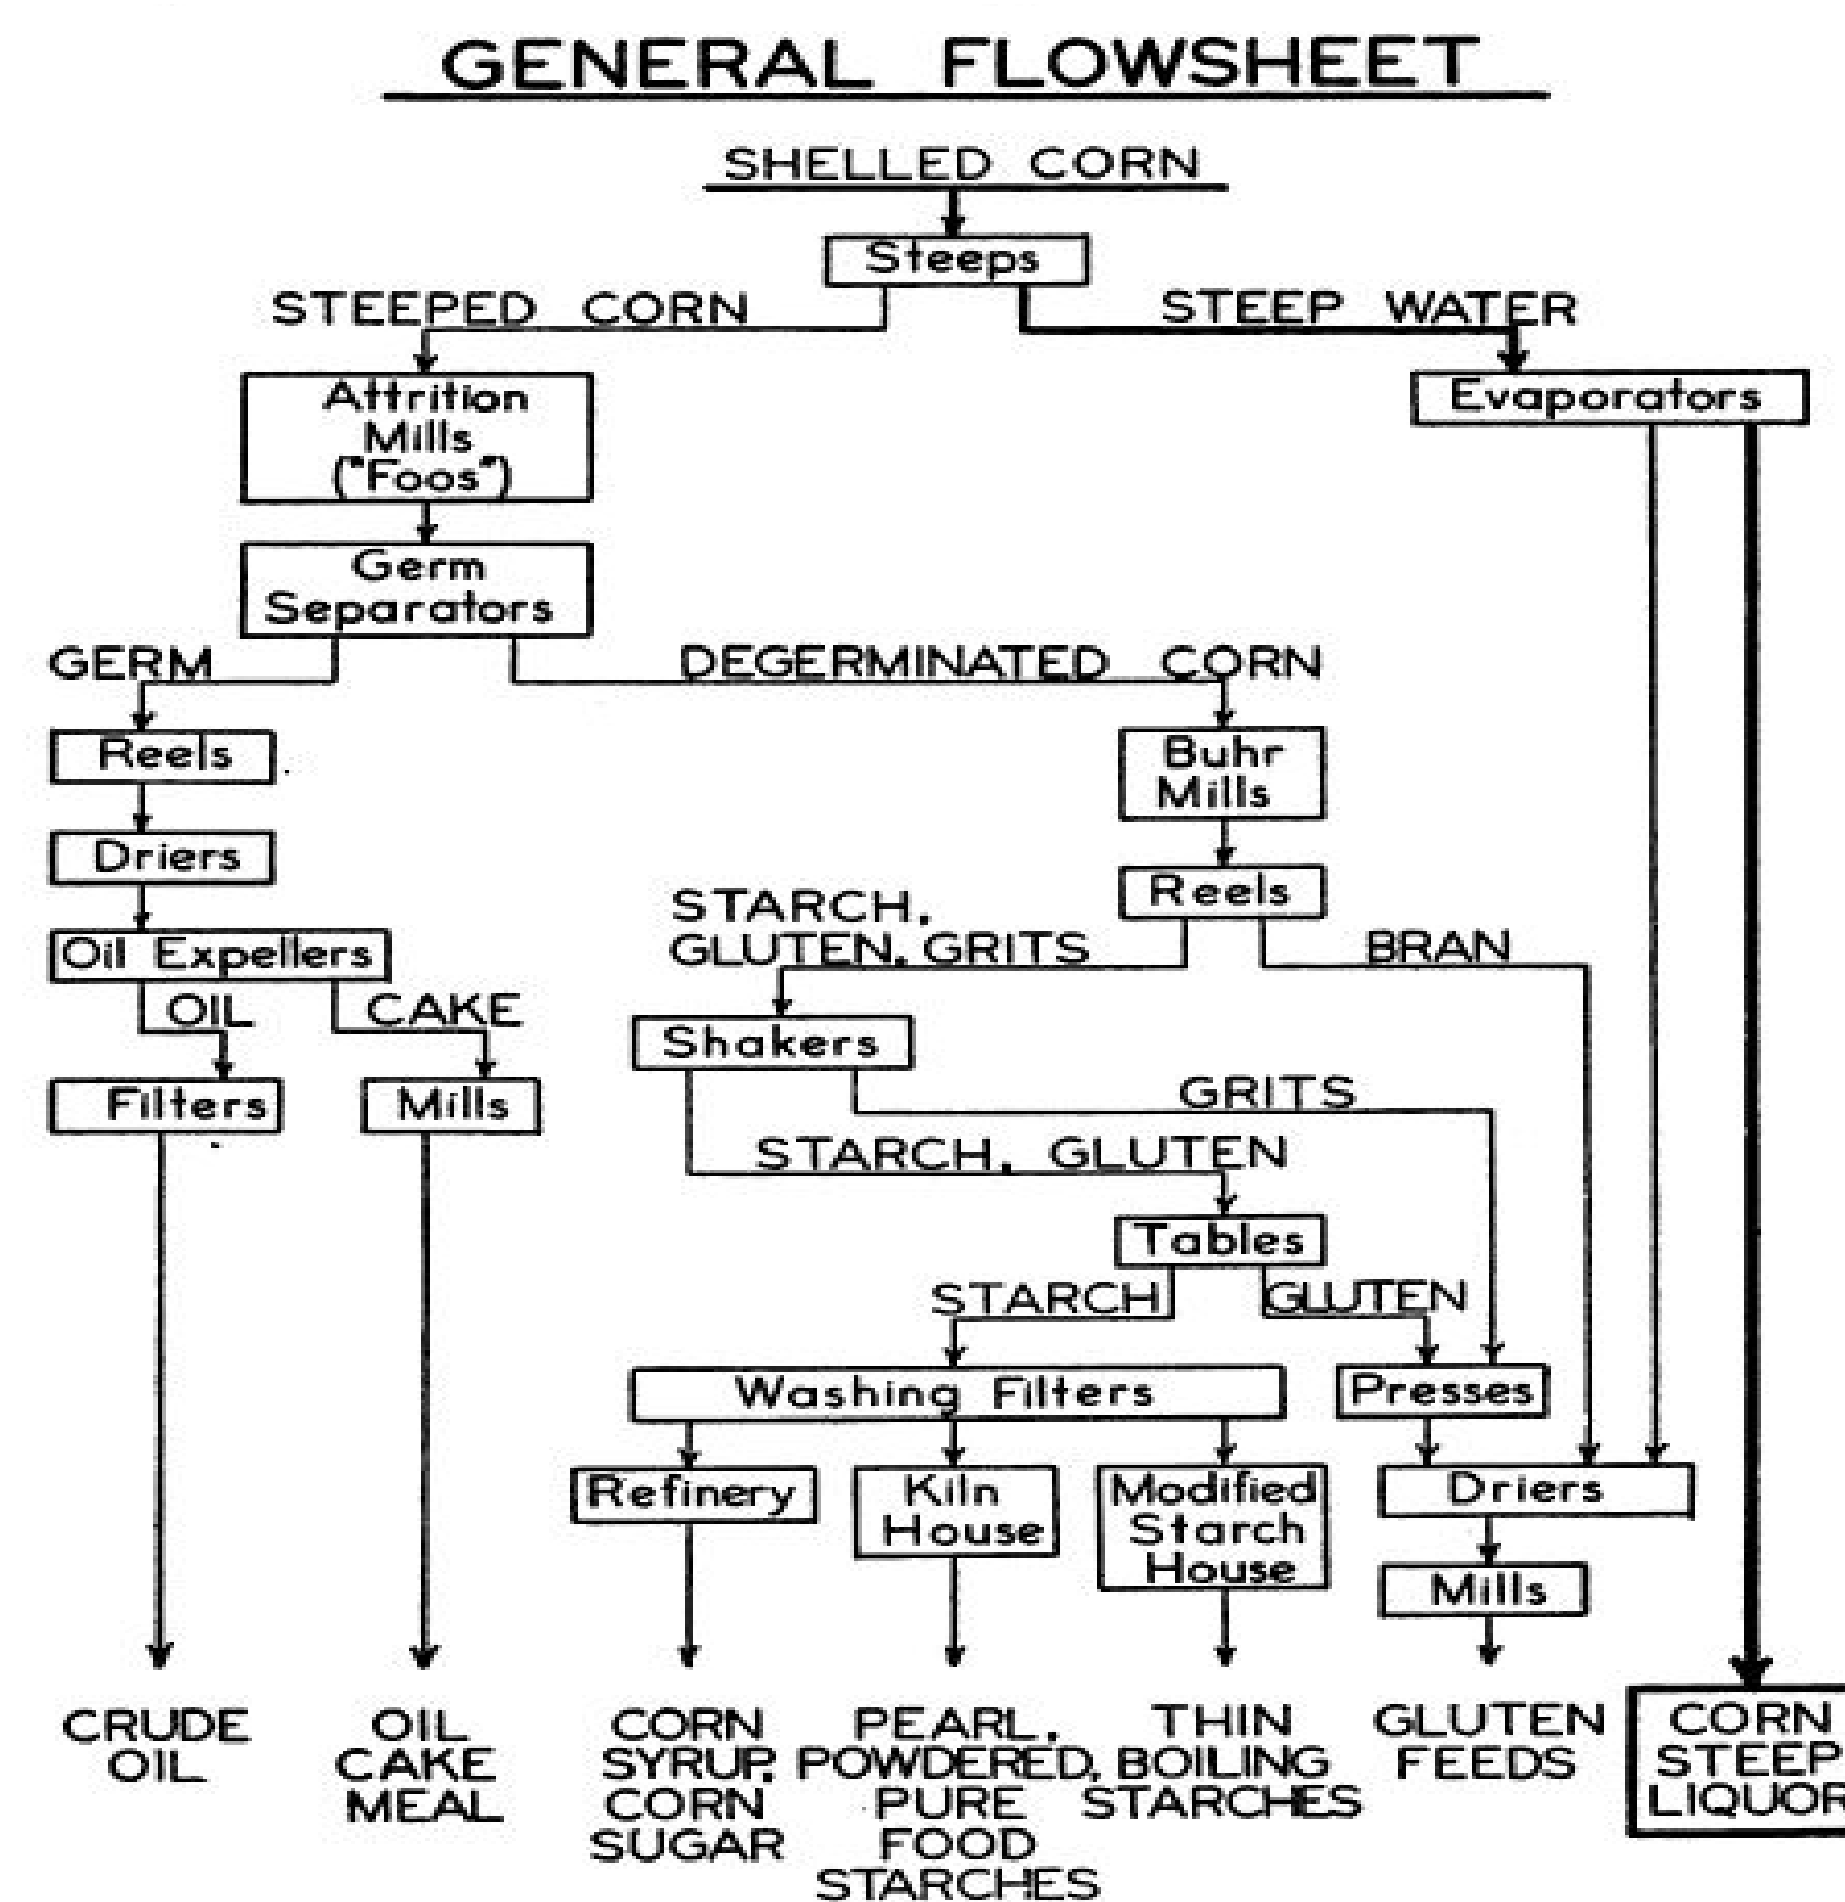 GENERAL FLOWSHEET
SHELLED CORN
Steeps
STEEPED CORN
STEEP WATER
Attrition
Mills
("Foos")
Evaporators
Germ
Separators
GERM
DEGERMINATED CORN
Reels
Buhr
Mills
Driers
Reels
STARCH,
GLUTEN, GRITS
BRAN
Oil Expellers
OIL
CAKE
Shakers
Filters
Mills
GRITS
STARCH, GLUTEN
Tables
STARCH
GLUTEN
Washing Filters
Presses
Refinery
Kiln
House
Modified
Starch
House
Driers
Mills
CRUDE
OIL
OIL
CAKE
MEAL
CORN
SYRUP,
CORN
SUGAR
PEARL,
POWDERED,
PURE
FOOD
STARCHES
THIN
BOILING
STARCHES
GLUTEN
FEEDS
CORN
STEEP
LIQUOR